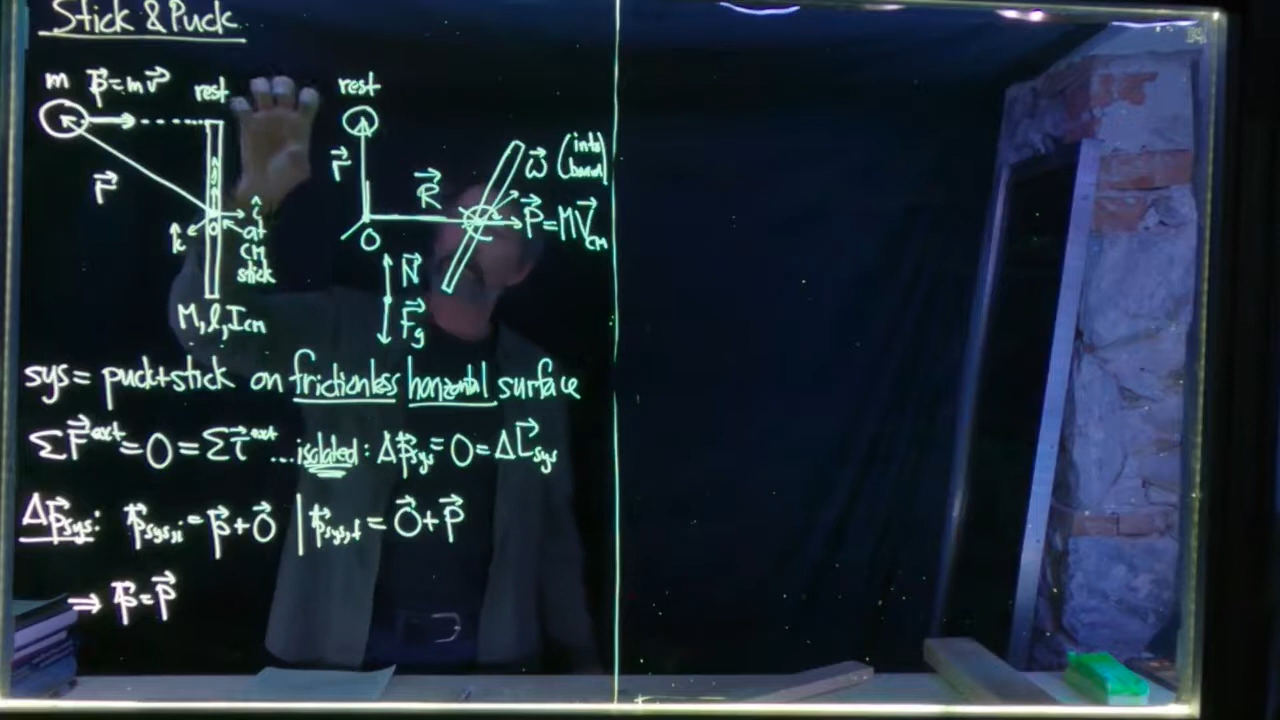 Stick & Puck
m p⃗=mv⃗ rest rest
r⃗ r⃗ R⃗ ω⃗ (into board)
î k̂ O at CM stick O P⃗=MV⃗cm
N⃗
M, l, Icm F⃗g
sys= puck+stick on frictionless horizontal surface
ΣF⃗ext=0=Στ⃗ext ...isolated: Δp⃗sys=0=ΔL⃗sys
Δp⃗sys: p⃗sys,i=p⃗+0⃗ | p⃗sys,f=0⃗+P⃗
⇒ p⃗=P⃗